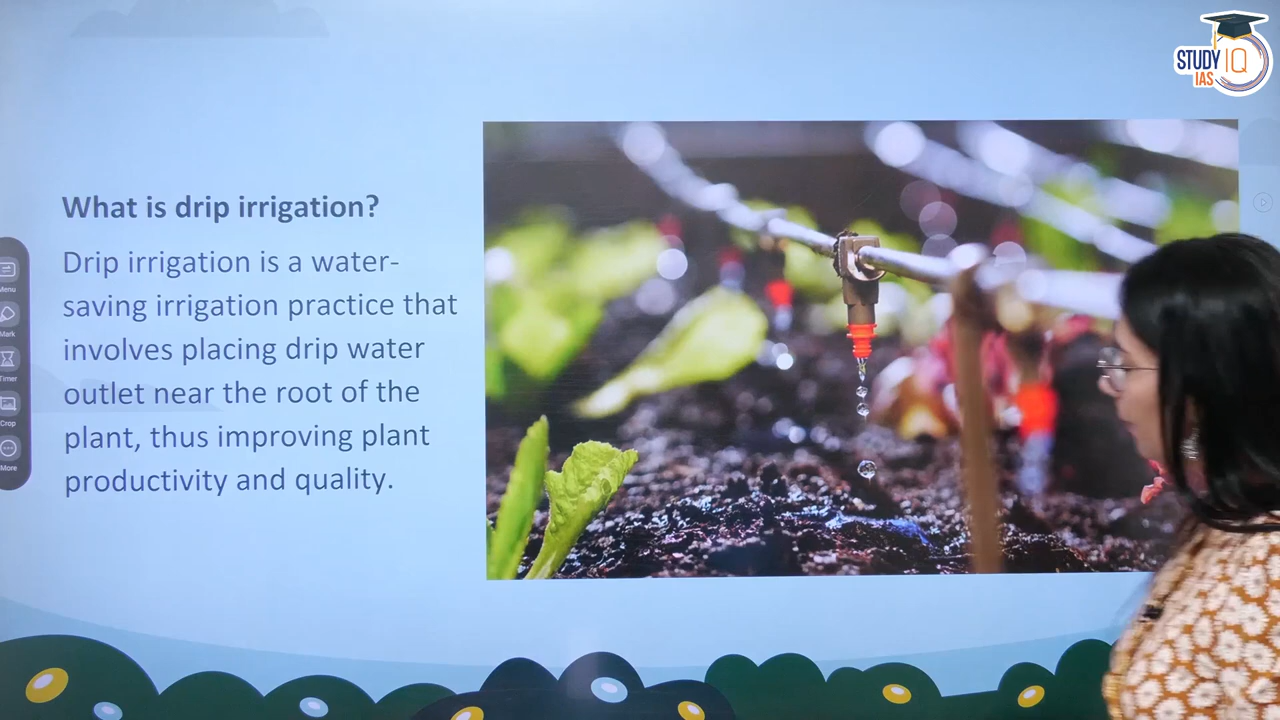 STUDY IQ
IAS
What is drip irrigation?
Drip irrigation is a water-
saving irrigation practice that
involves placing drip water
outlet near the root of the
plant, thus improving plant
productivity and quality.
Menu
Mark
Timer
Crop
More